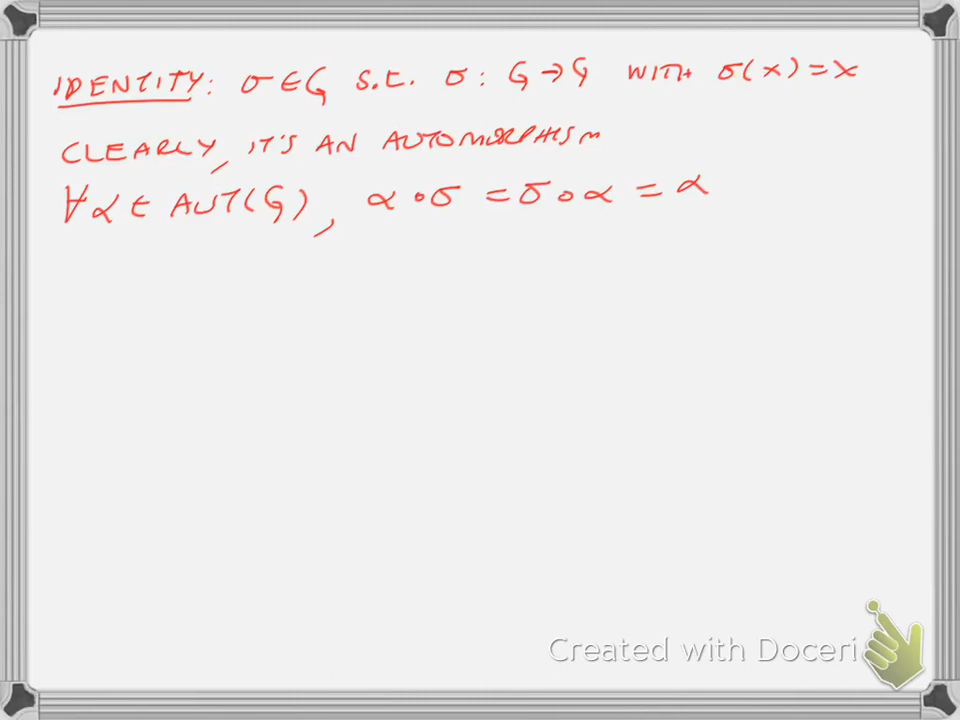 IDENTITY: σ ∈ G S.t. σ: G → G WITH σ(x) = x
CLEARLY, IT'S AN AUTOMORPHISM
∀α ∈ AUT(G), α ∘ σ = σ ∘ α = α
Created with Doceri